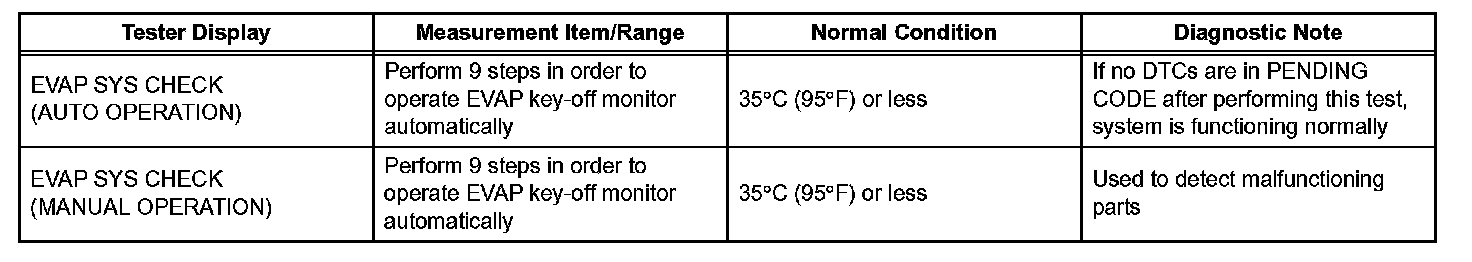 Tester Display
Measurement Item/Range
Normal Condition
Diagnostic Note
EVAP SYS CHECK
(AUTO OPERATION)
Perform 9 steps in order to
operate EVAP key-off monitor
automatically
35°C (95°F) or less
If no DTCs are in PENDING
CODE after performing this test,
system is functioning normally
EVAP SYS CHECK
(MANUAL OPERATION)
Perform 9 steps in order to
operate EVAP key-off monitor
automatically
35°C (95°F) or less
Used to detect malfunctioning
parts